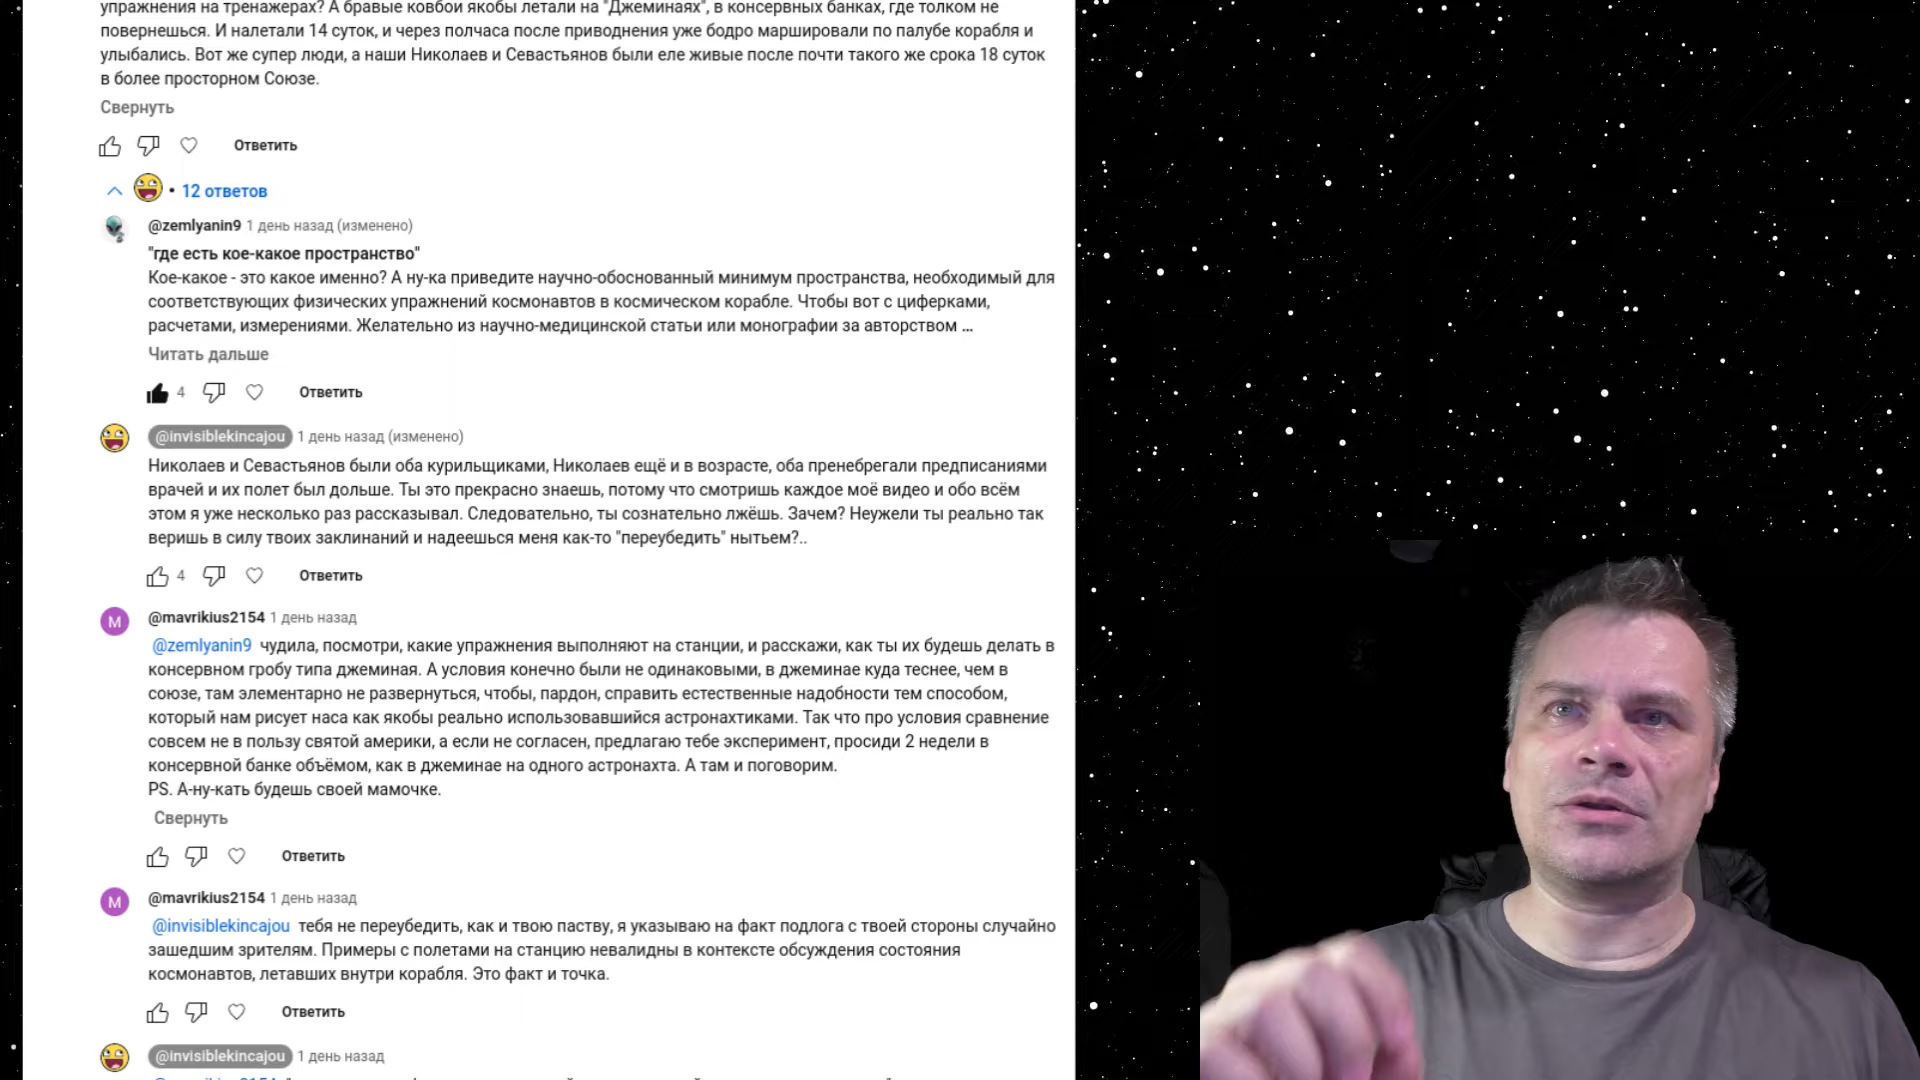 упражнения на тренажерах? А бравые ковбои якобы летали на "Джеминаях", в консервных банках, где толком не
повернешься. И налетали 14 суток, и через полчаса после приводнения уже бодро маршировали по палубе корабля и
улыбались. Вот же супер люди, а наши Николаев и Севастьянов были еле живые после почти такого же срока 18 суток
в более просторном Союзе.
Свернуть
Ответить
• 12 ответов
@zemlyanin9 1 день назад (изменено)
"где есть кое-какое пространство"
Кое-какое - это какое именно? А ну-ка приведите научно-обоснованный минимум пространства, необходимый для
соответствующих физических упражнений космонавтов в космическом корабле. Чтобы вот с циферками,
расчетами, измерениями. Желательно из научно-медицинской статьи или монографии за авторством ...
Читать дальше
4 Ответить
@invisiblekincajou 1 день назад (изменено)
Николаев и Севастьянов были оба курильщиками, Николаев ещё и в возрасте, оба пренебрегали предписаниями
врачей и их полет был дольше. Ты это прекрасно знаешь, потому что смотришь каждое моё видео и обо всём
этом я уже несколько раз рассказывал. Следовательно, ты сознательно лжёшь. Зачем? Неужели ты реально так
веришь в силу твоих заклинаний и надеешься меня как-то "переубедить" нытьем?..
4 Ответить
M
@mavrikius2154 1 день назад
@zemlyanin9 чудила, посмотри, какие упражнения выполняют на станции, и расскажи, как ты их будешь делать в
консервном гробу типа джеминая. А условия конечно были не одинаковыми, в джеминае куда теснее, чем в
союзе, там элементарно не развернуться, чтобы, пардон, справить естественные надобности тем способом,
который нам рисует наса как якобы реально использовавшийся астронахтиками. Так что про условия сравнение
совсем не в пользу святой америки, а если не согласен, предлагаю тебе эксперимент, просиди 2 недели в
консервной банке объёмом, как в джеминае на одного астронахта. А там и поговорим.
PS. А-ну-кать будешь своей мамочке.
Свернуть
Ответить
M
@mavrikius2154 1 день назад
@invisiblekincajou тебя не переубедить, как и твою паству, я указываю на факт подлога с твоей стороны случайно
зашедшим зрителям. Примеры с полетами на станцию невалидны в контексте обсуждения состояния
космонавтов, летавших внутри корабля. Это факт и точка.
Ответить
@invisiblekincajou 1 день назад